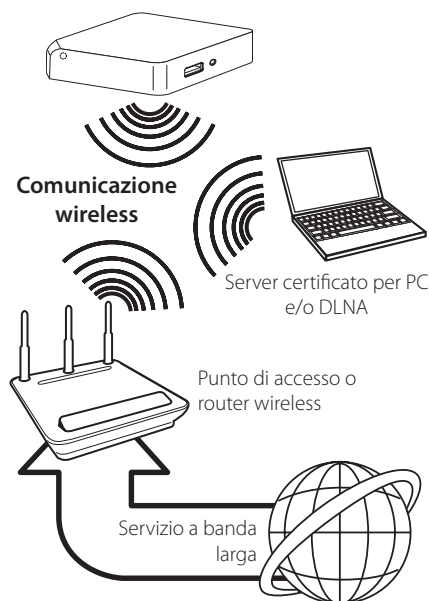 Comunicazione
wireless
Server certificato per PC
e/o DLNA
Punto di accesso o
router wireless
Servizio a banda
larga